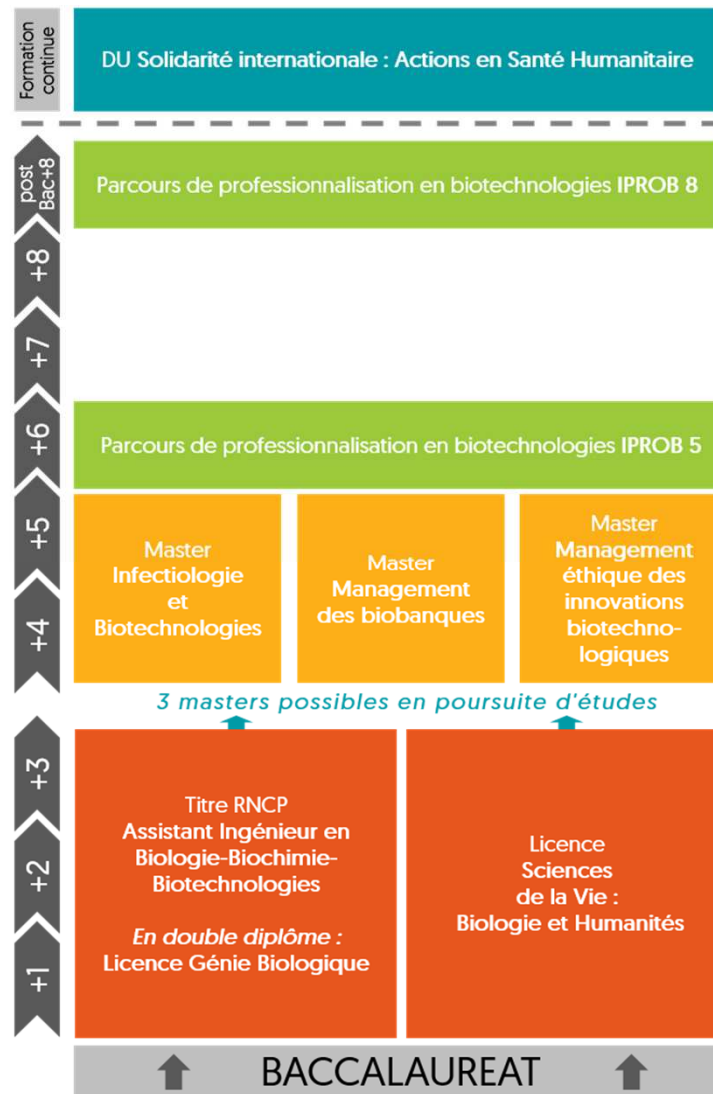 Formation
continue
DU Solidarité internationale : Actions en Santé Humanitaire
post
Bac+8
Parcours de professionnalisation en biotechnologies IPROB 8
+8
+7
+6
Parcours de professionnalisation en biotechnologies IPROB 5
+5
+4
Master
Infectiologie
et
Biotechnologies
Master
Management
des biobanques
Master
Management
éthique des
innovations
biotechno-
logiques
3 masters possibles en poursuite d'études
+3
+2
+1
Titre RNCP
Assistant Ingénieur en
Biologie-Biochimie-
Biotechnologies
En double diplôme :
Licence Génie Biologique
Licence
Sciences
de la Vie :
Biologie et Humanités
BACCALAUREAT